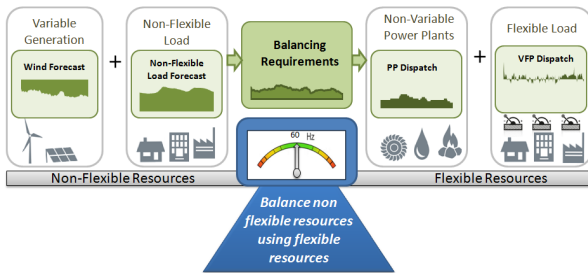 Variable
Generation
Wind Forecast
+
Non-Flexible
Load
Non-Flexible
Load Forecast
Balancing
Requirements
Non-Variable
Power Plants
PP Dispatch
+
Flexible Load
VFP Dispatch
60 Hz
Non-Flexible Resources
Flexible Resources
Balance non
flexible resources
using flexible
resources